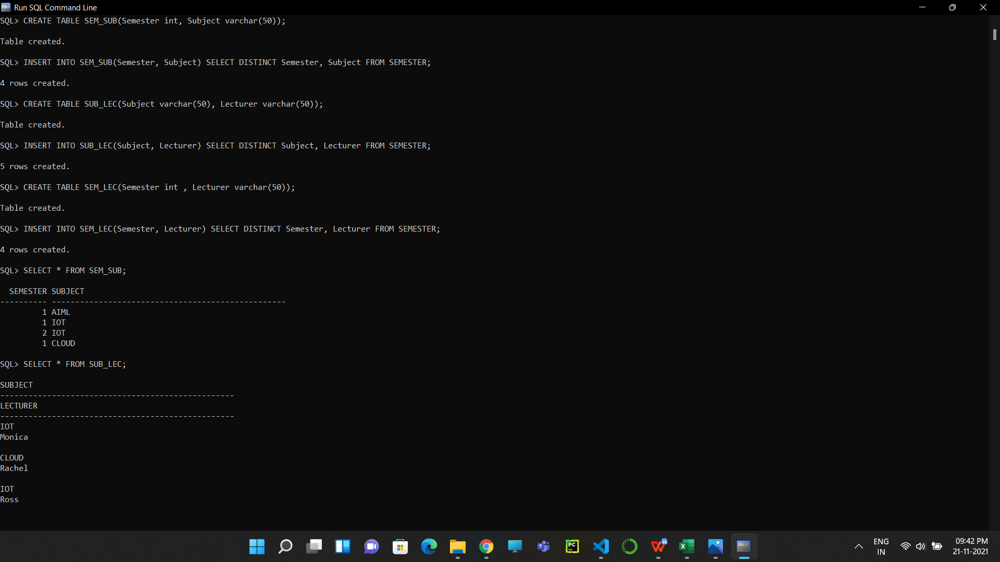 Run SQL Command Line
SQL> CREATE TABLE SEM_SUB(Semester int, Subject varchar(50));
Table created.
SQL> INSERT INTO SEM_SUB(Semester, Subject) SELECT DISTINCT Semester, Subject FROM SEMESTER;
4 rows created.
SQL> CREATE TABLE SUB_LEC(Subject varchar(50), Lecturer varchar(50));
Table created.
SQL> INSERT INTO SUB_LEC(Subject, Lecturer) SELECT DISTINCT Subject, Lecturer FROM SEMESTER;
5 rows created.
SQL> CREATE TABLE SEM_LEC(Semester int , Lecturer varchar(50));
Table created.
SQL> INSERT INTO SEM_LEC(Semester, Lecturer) SELECT DISTINCT Semester, Lecturer FROM SEMESTER;
4 rows created.
SQL> SELECT * FROM SEM_SUB;
  SEMESTER SUBJECT
---------- --------------------------------------------------
         1 AIML
         1 IOT
         2 IOT
         1 CLOUD
SQL> SELECT * FROM SUB_LEC;
SUBJECT
--------------------------------------------------
LECTURER
--------------------------------------------------
IOT
Monica
CLOUD
Rachel
IOT
Ross
ENG
IN
09:42 PM
21-11-2021